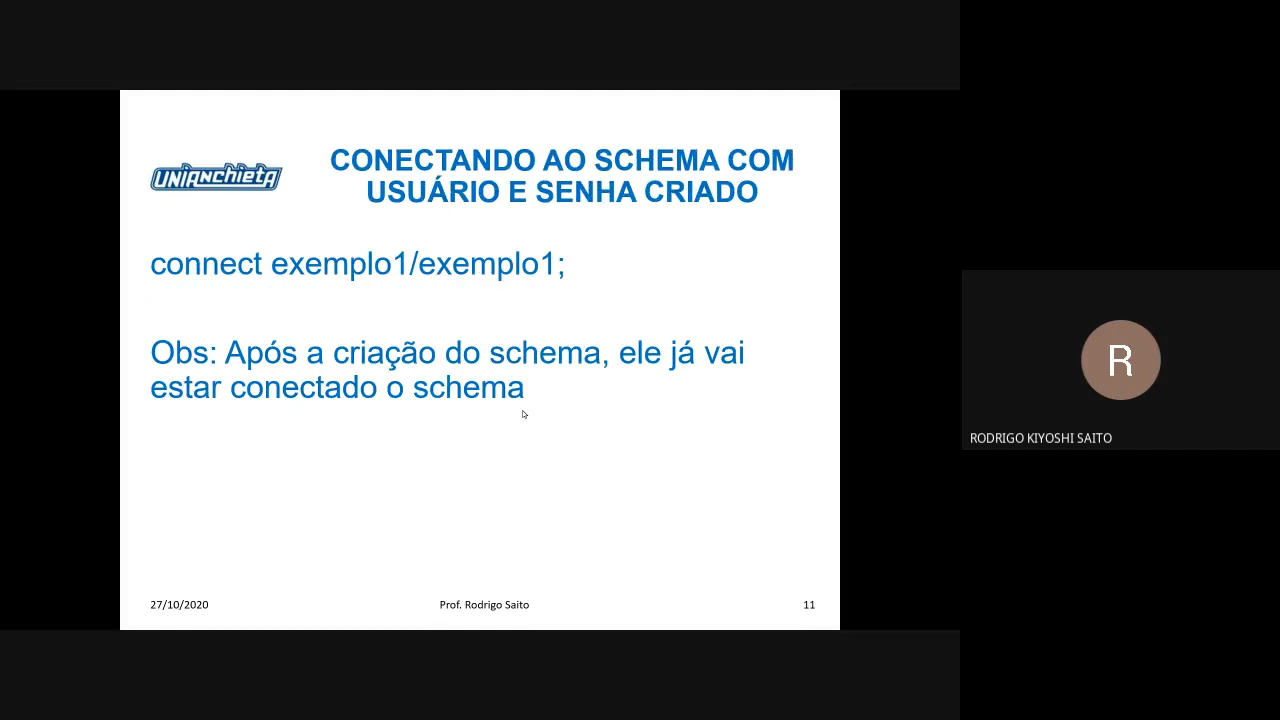 UNIANCHIETA
CONECTANDO AO SCHEMA COM
USUÁRIO E SENHA CRIADO
connect exemplo1/exemplo1;
Obs: Após a criação do schema, ele já vai
estar conectado o schema
27/10/2020
Prof. Rodrigo Saito
11
R
RODRIGO KIYOSHI SAITO